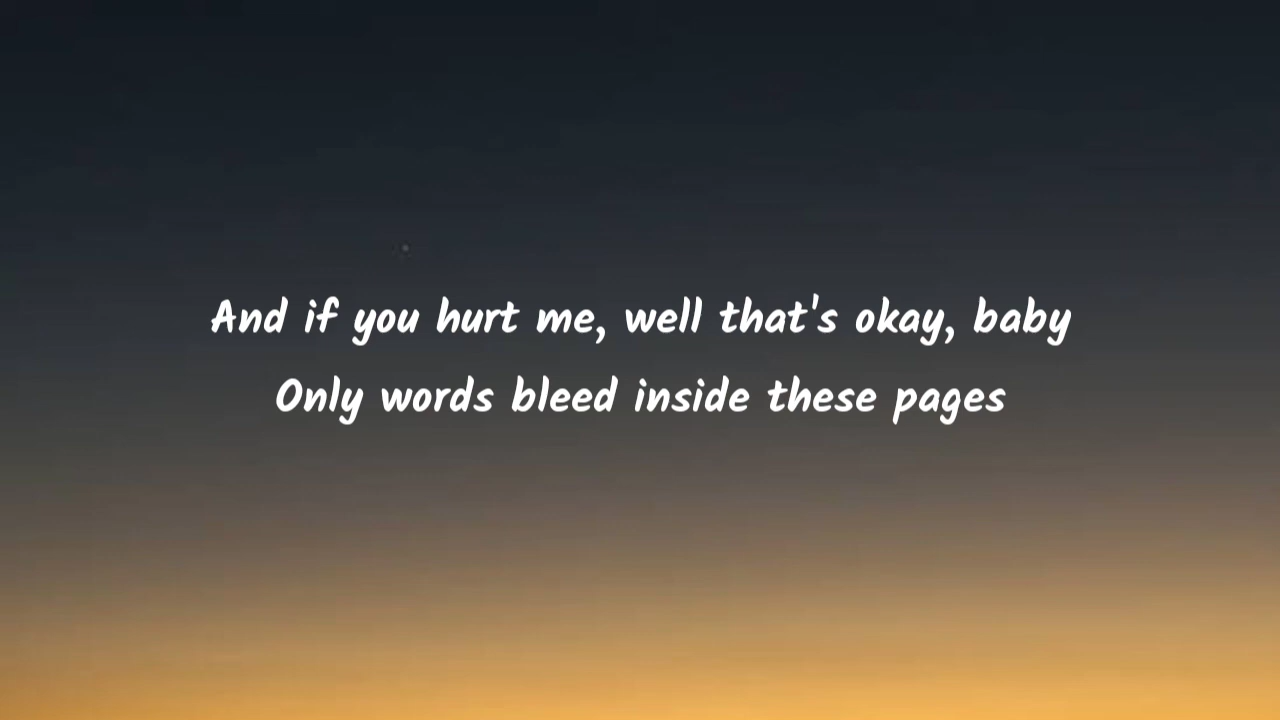 And if you hurt me, well that's okay, baby
Only words bleed inside these pages